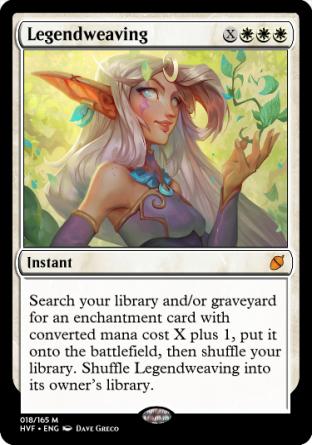 Legendweaving X
Instant
Search your library and/or graveyard
for an enchantment card with
converted mana cost X plus 1, put it
onto the battlefield, then shuffle your
library. Shuffle Legendweaving into
its owner's library.
018/165 M
HVF • ENG Dave Greco